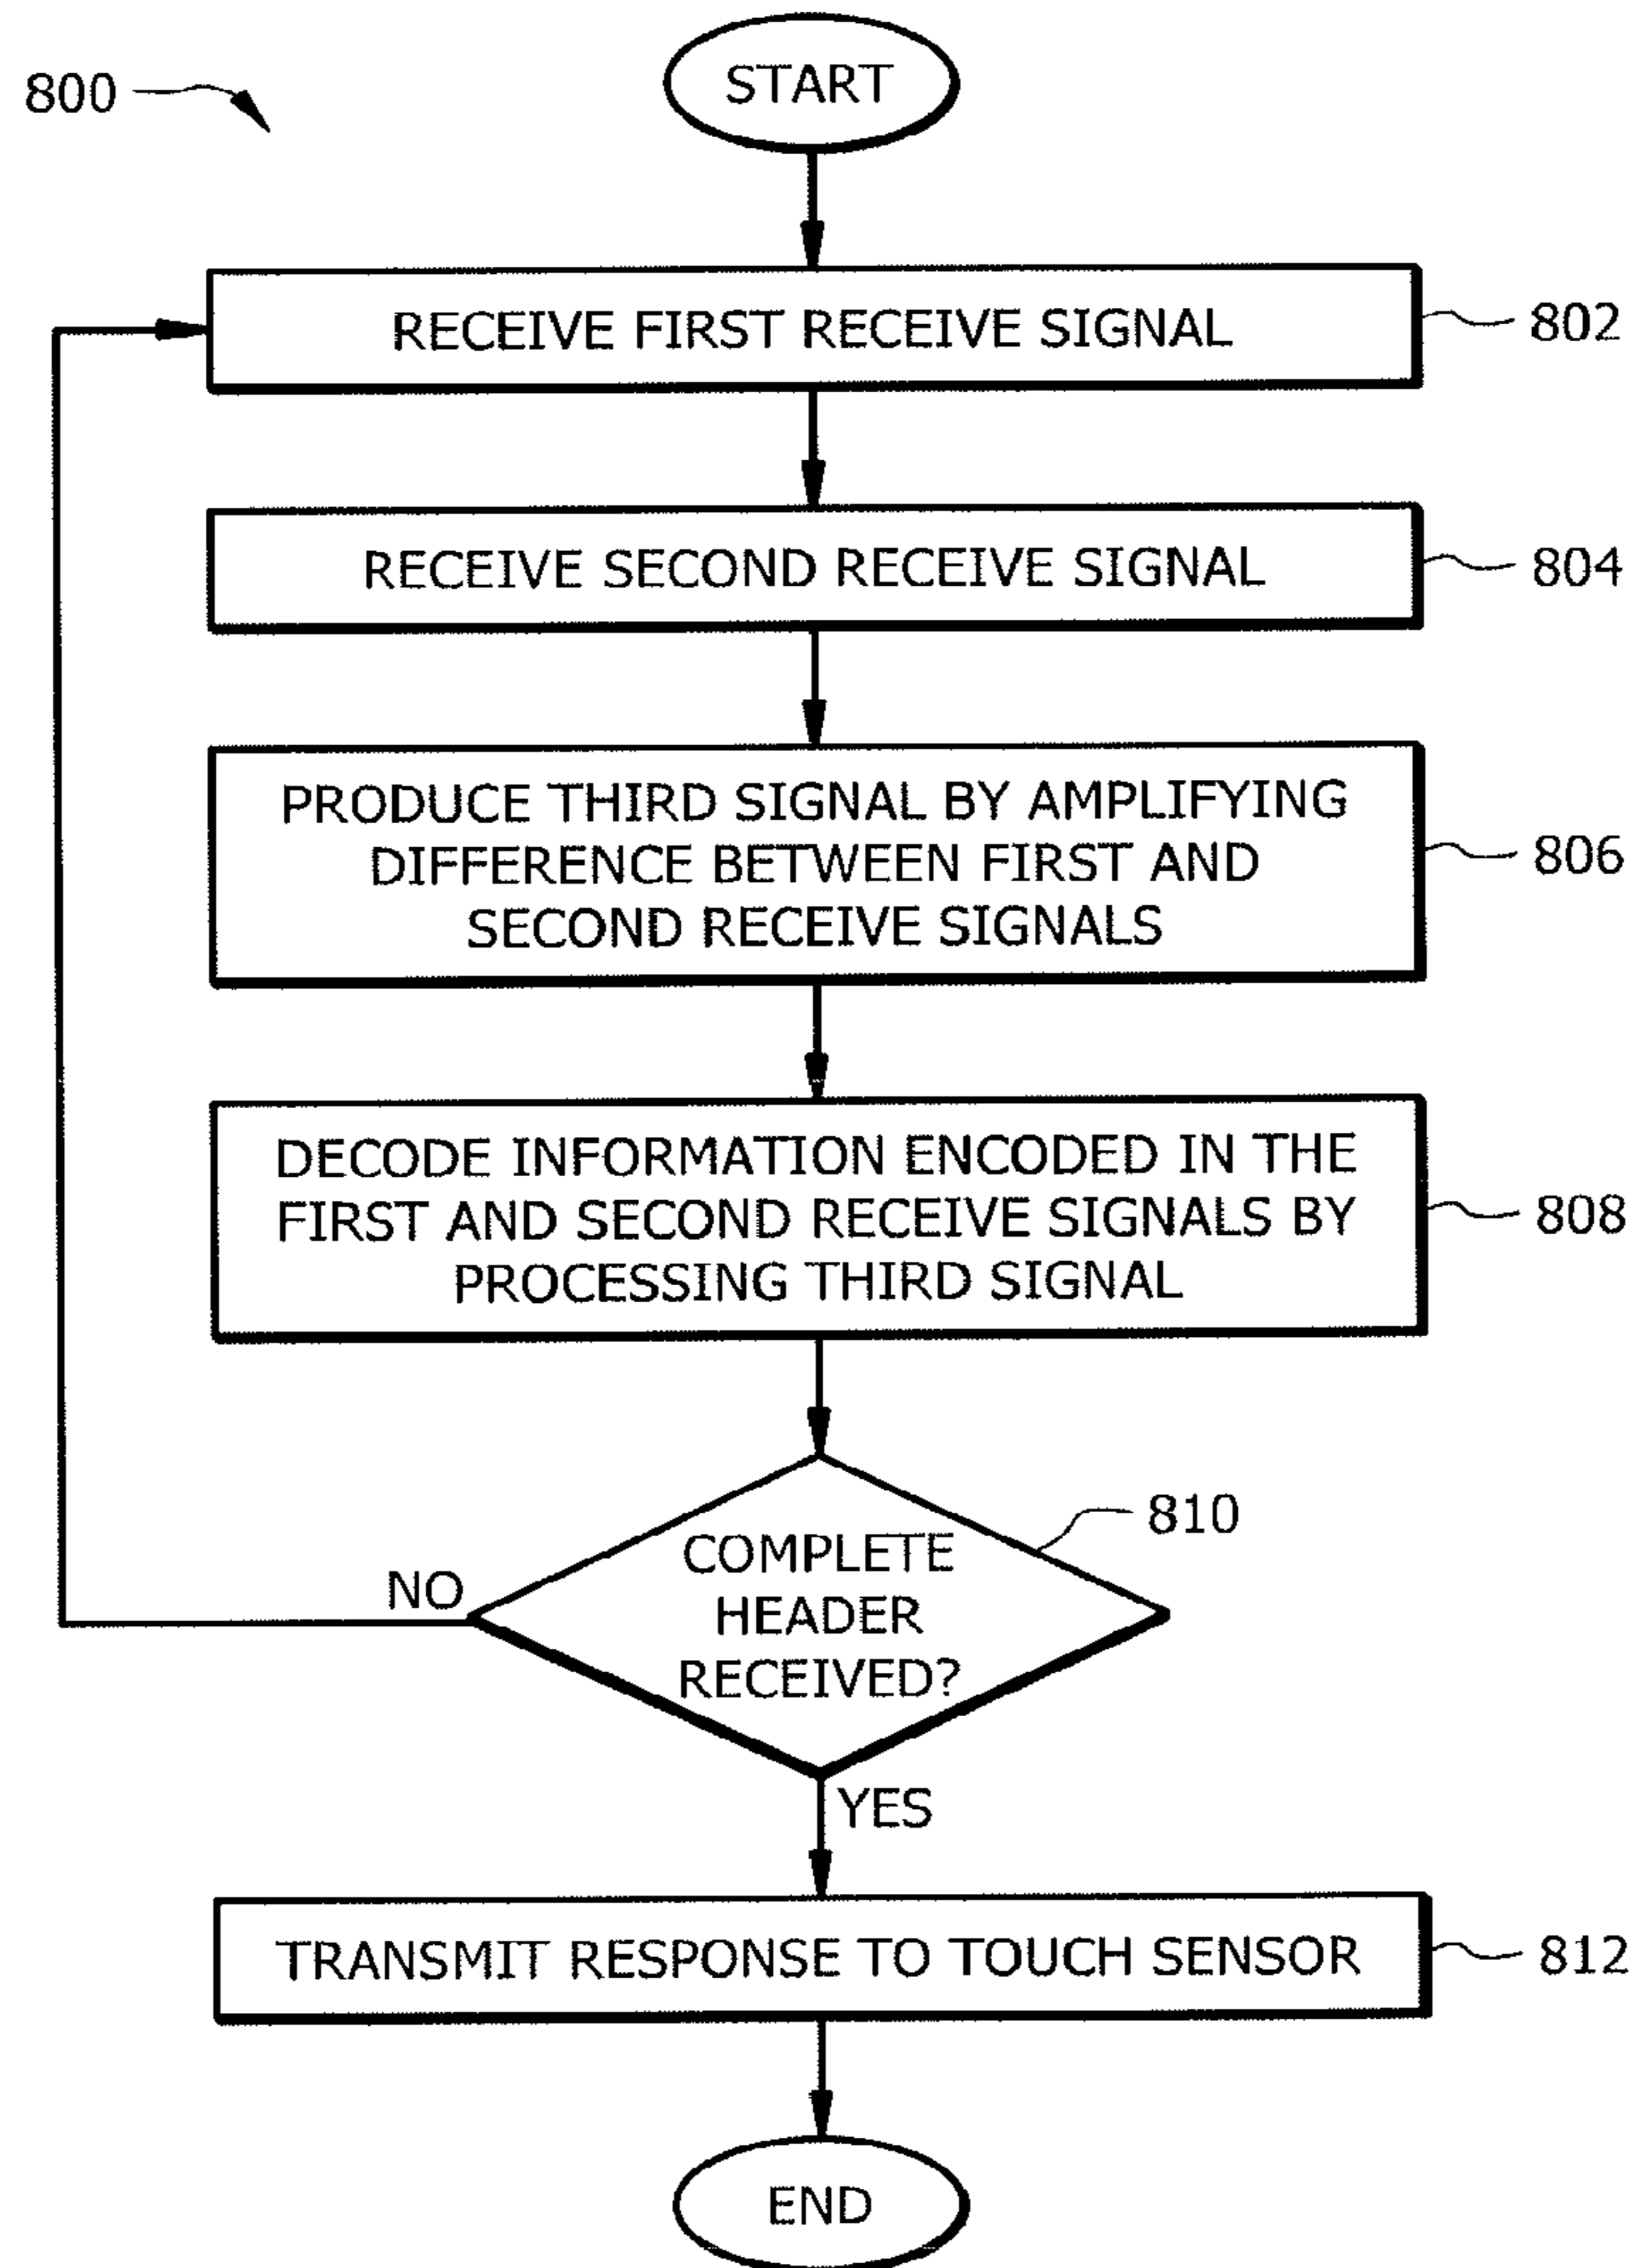 START
800
RECEIVE FIRST RECEIVE SIGNAL
802
RECEIVE SECOND RECEIVE SIGNAL
804
PRODUCE THIRD SIGNAL BY AMPLIFYING
DIFFERENCE BETWEEN FIRST AND
SECOND RECEIVE SIGNALS
806
DECODE INFORMATION ENCODED IN THE
FIRST AND SECOND RECEIVE SIGNALS BY
PROCESSING THIRD SIGNAL
808
810
COMPLETE
HEADER
RECEIVED?
NO
YES
TRANSMIT RESPONSE TO TOUCH SENSOR
812
END